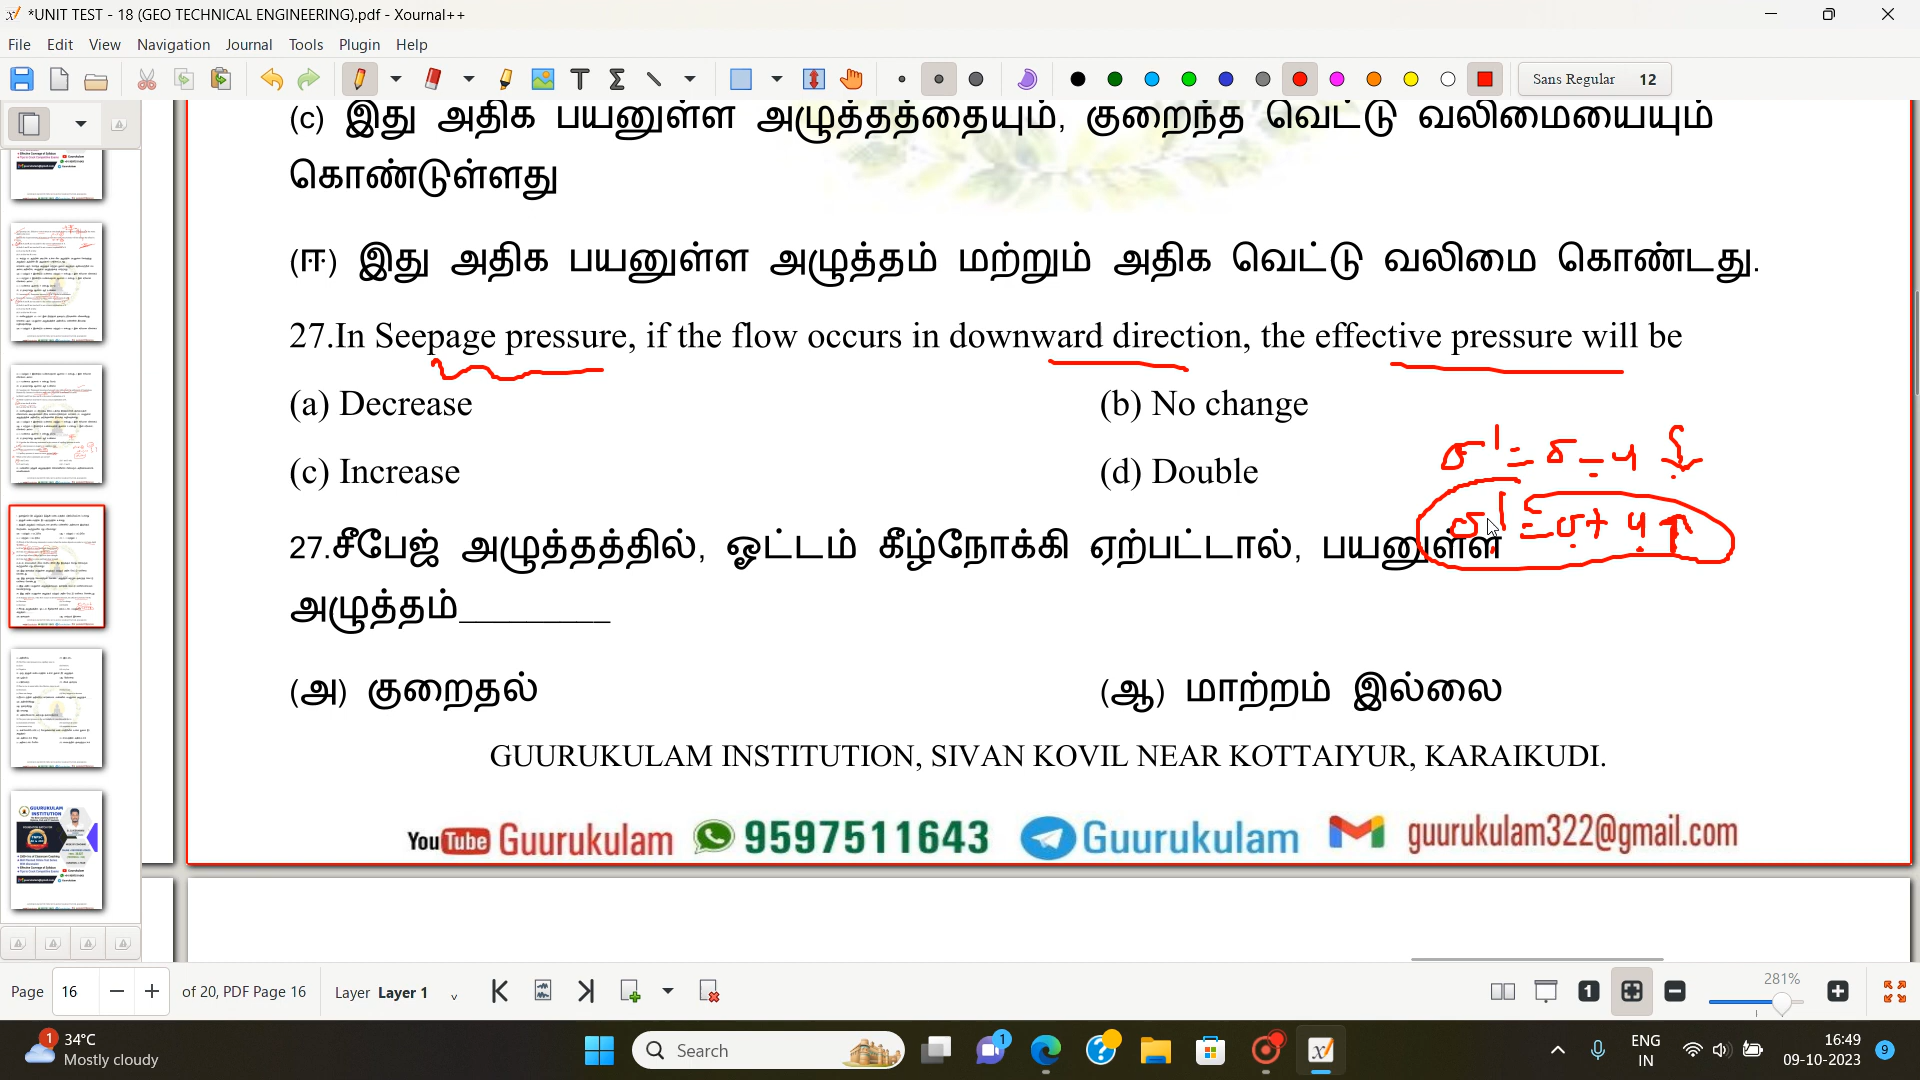 *UNIT TEST - 18 (GEO TECHNICAL ENGINEERING).pdf - Xournal++
File Edit View Navigation Journal Tools Plugin Help
Sans Regular 12
(c) இது அதிக பயனுள்ள அழுத்தத்தையும், குறைந்த வெட்டு வலிமையையும்
கொண்டுள்ளது
(ஈ) இது அதிக பயனுள்ள அழுத்தம் மற்றும் அதிக வெட்டு வலிமை கொண்டது.
27.In Seepage pressure, if the flow occurs in downward direction, the effective pressure will be
(a) Decrease (b) No change
(c) Increase (d) Double
σ' = σ - u ↓
σ' = σ + u ↑
27.சீபேஜ் அழுத்தத்தில், ஓட்டம் கீழ்நோக்கி ஏற்பட்டால், பயனுள்ள
அழுத்தம்__________
(அ) குறைதல் (ஆ) மாற்றம் இல்லை
GUURUKULAM INSTITUTION, SIVAN KOVIL NEAR KOTTAIYUR, KARAIKUDI.
YouTube Guurukulam 9597511643 Guurukulam guurukulam322@gmail.com
Page 16 of 20, PDF Page 16 Layer Layer 1 1 281%
1 34°C
Mostly cloudy
Search
1
ENG
IN
16:49
09-10-2023
9